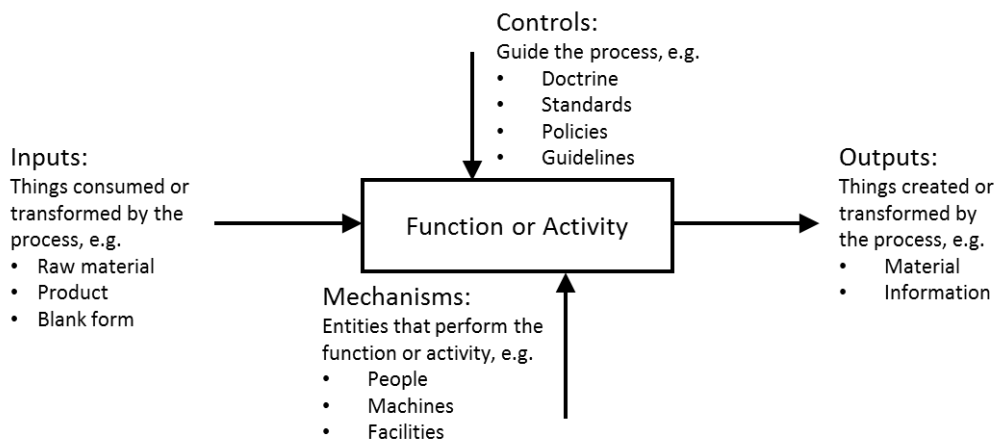 Controls:
Guide the process, e.g.
• Doctrine
• Standards
• Policies
• Guidelines
Inputs:
Things consumed or
transformed by the
process, e.g.
• Raw material
• Product
• Blank form
Function or Activity
Outputs:
Things created or
transformed by
the process, e.g.
• Material
• Information
Mechanisms:
Entities that perform the
function or activity, e.g.
• People
• Machines
• Facilities